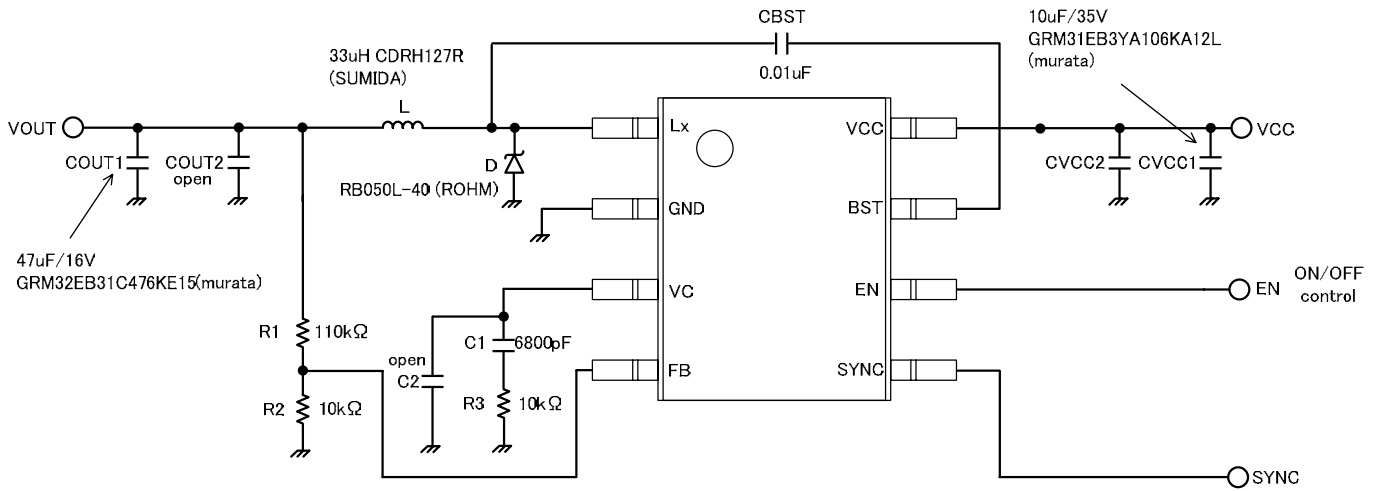 CBST
0.01uF
10uF/35V
GRM31EB3YA106KA12L
(murata)
33uH CDRH127R
(SUMIDA)
L
VOUT
Lx
VCC
VCC
COUT1
COUT2
open
D
RB050L-40 (ROHM)
CVCC2
CVCC1
GND
BST
47uF/16V
GRM32EB31C476KE15(murata)
VC
EN
EN
ON/OFF
control
R1
110kΩ
C1
6800pF
open
C2
FB
SYNC
R2
10kΩ
R3
10kΩ
SYNC